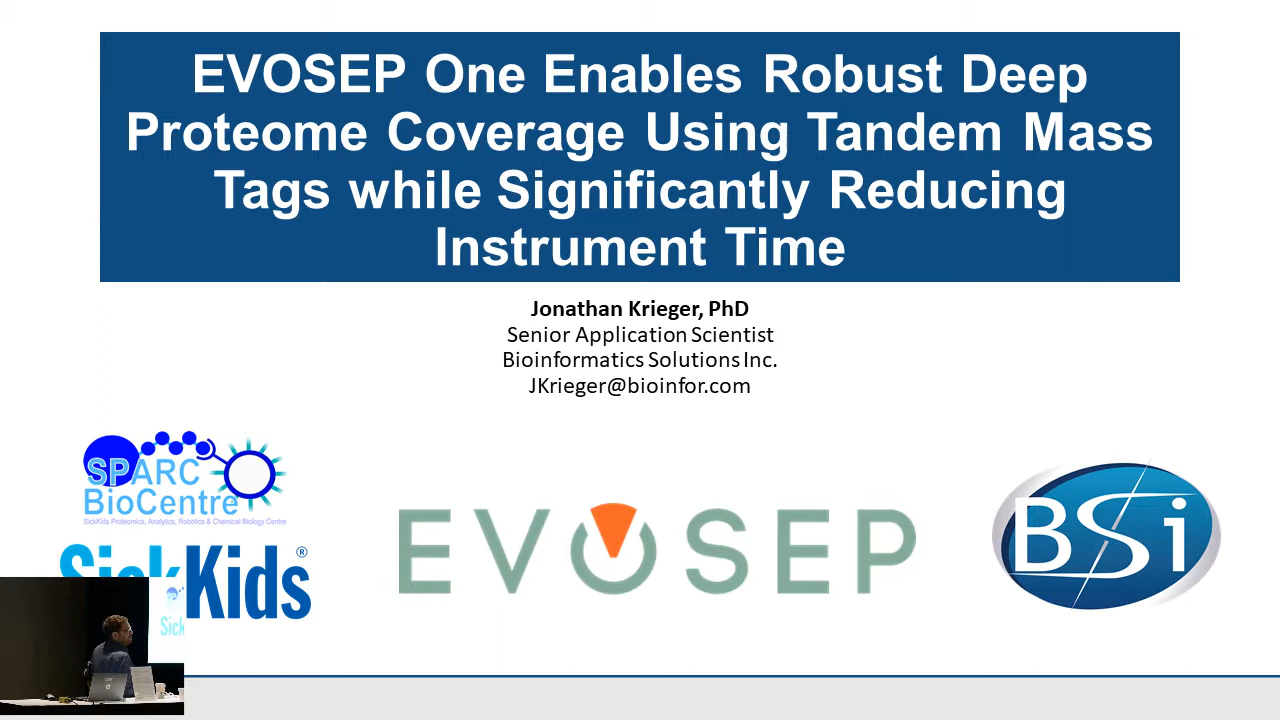 EVOSEP One Enables Robust Deep
Proteome Coverage Using Tandem Mass
Tags while Significantly Reducing
Instrument Time
Jonathan Krieger, PhD
Senior Application Scientist
Bioinformatics Solutions Inc.
JKrieger@bioinfor.com
SPARC
BioCentre
SickKids Proteomics, Analytics, Robotics & Chemical Biology Centre
SickKids®
EVOSEP
BSi
Sick